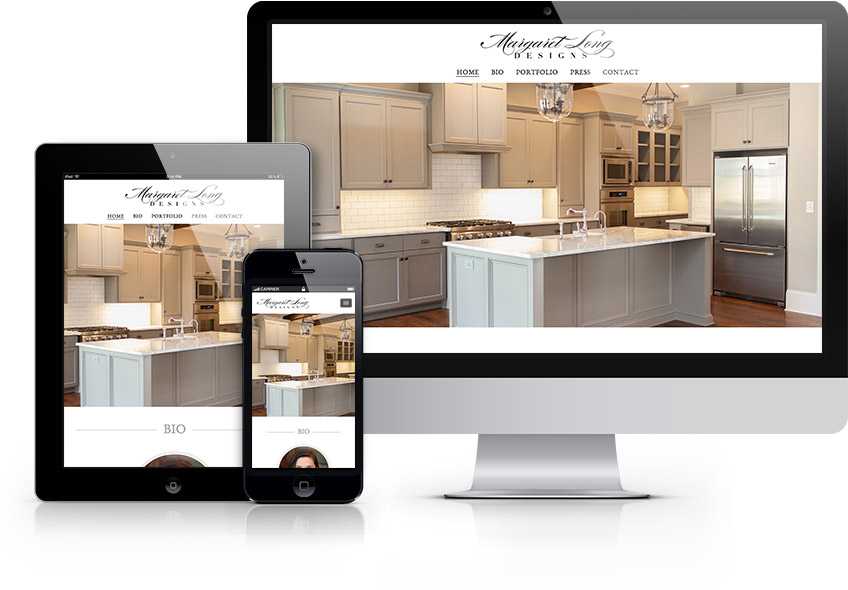 Margaret Long
DESIGNS
HOME BIO PORTFOLIO PRESS CONTACT
Margaret Long
DESIGNS
HOME BIO PORTFOLIO PRESS CONTACT
BIO
CARRIER
Margaret Long
DESIGNS
BIO